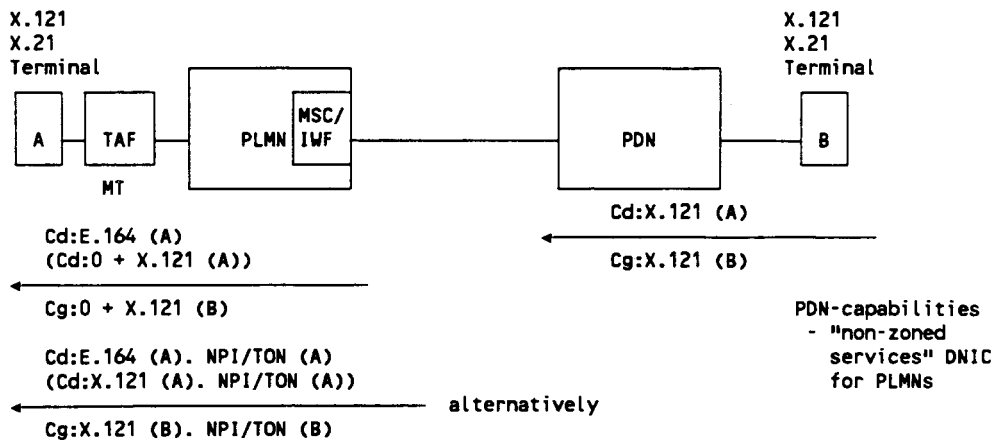 X.121
X.21
Terminal
X.121
X.21
Terminal
A
TAF
PLMN
MSC/
IWF
PDN
B
MT
Cd:X.121 (A)
Cg:X.121 (B)
Cd:E.164 (A)
(Cd:0 + X.121 (A))
Cg:0 + X.121 (B)
PDN-capabilities
- "non-zoned
services" DNIC
for PLMNs
Cd:E.164 (A). NPI/TON (A)
(Cd:X.121 (A). NPI/TON (A))
alternatively
Cg:X.121 (B). NPI/TON (B)